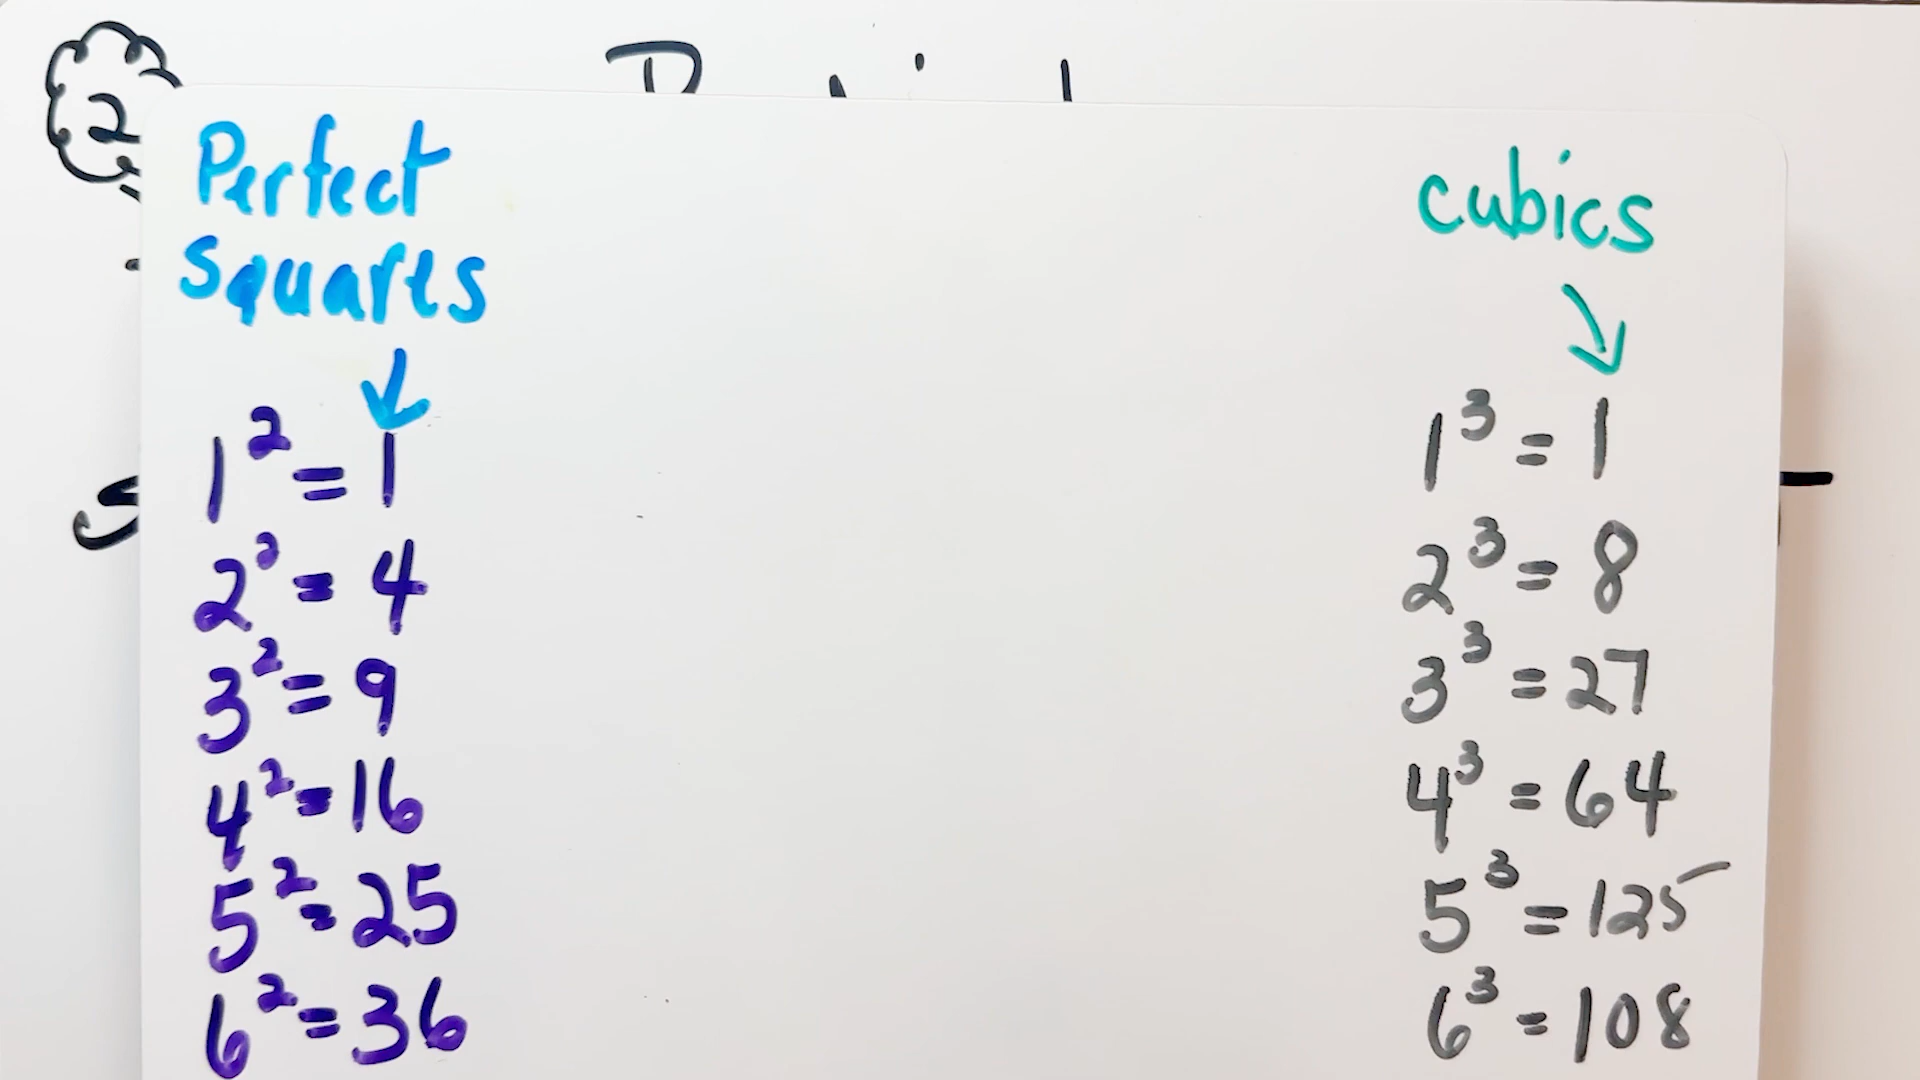 2
Perfect
squares
1² = 1
2² = 4
3² = 9
4² = 16
5² = 25
6² = 36
cubics
1³ = 1
2³ = 8
3³ = 27
4³ = 64
5³ = 125
6³ = 108